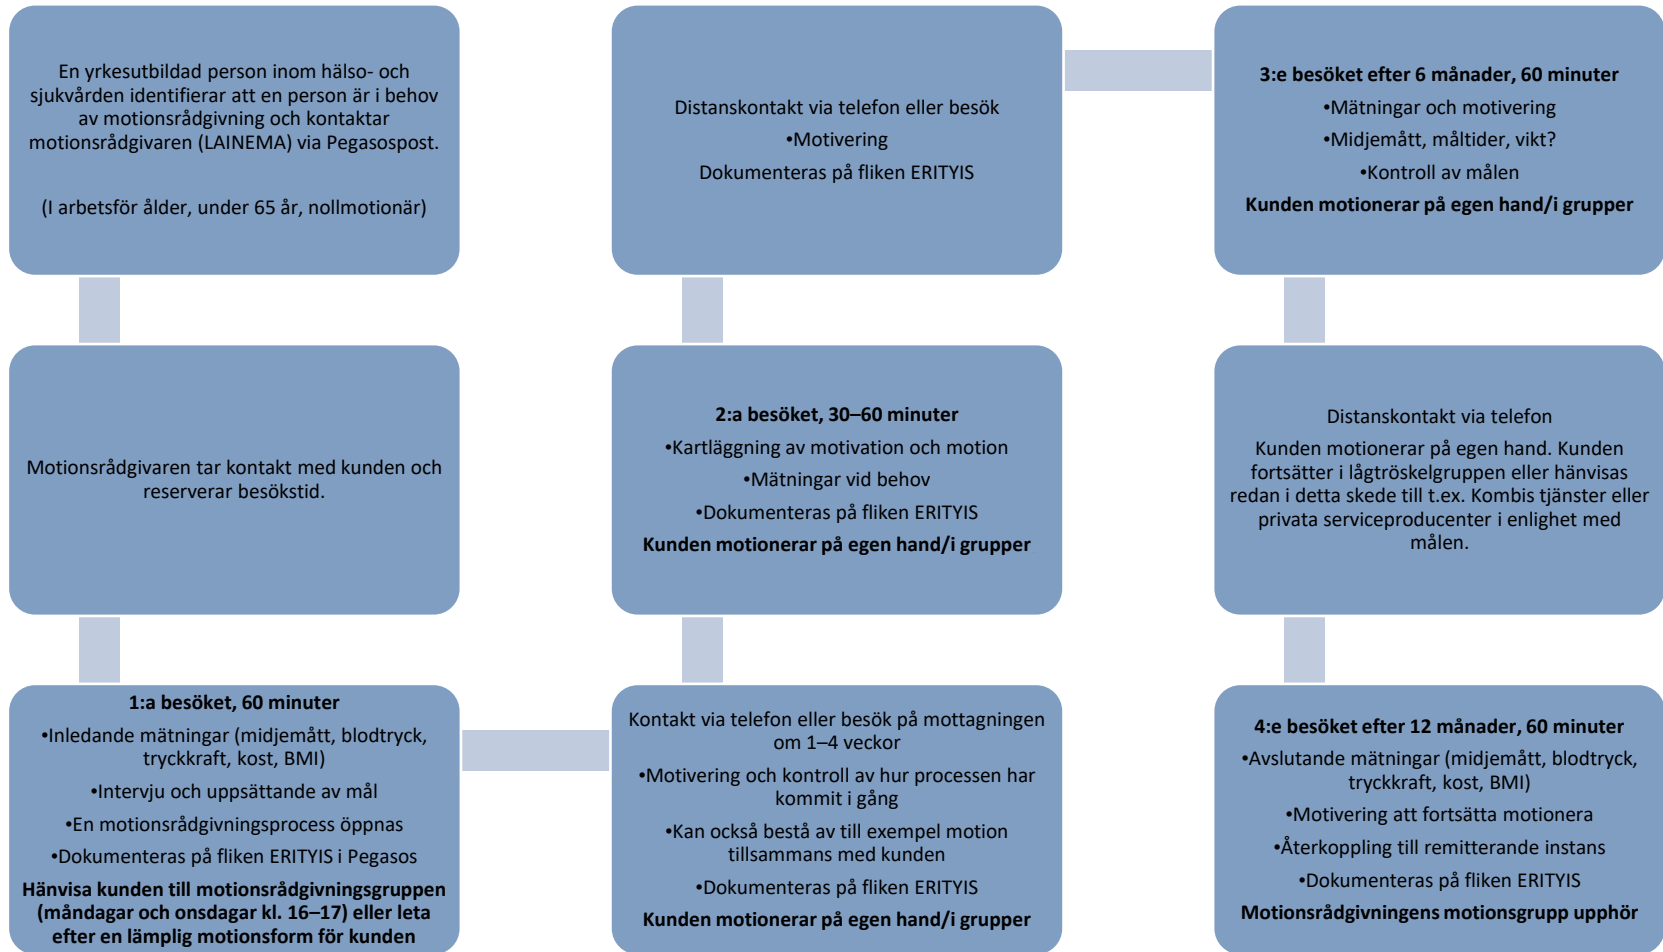 En yrkesutbildad person inom hälso- och
sjukvården identifierar att en person är i behov
av motionsrådgivning och kontaktar
motionsrådgivaren (LAINEMA) via Pegasospost.
(I arbetsför ålder, under 65 år, nollmotionär)
Motionsrådgivaren tar kontakt med kunden och
reserverar besökstid.
1:a besöket, 60 minuter
•Inledande mätningar (midjemått, blodtryck,
tryckkraft, kost, BMI)
•Intervju och uppsättande av mål
•En motionsrådgivningsprocess öppnas
•Dokumenteras på fliken ERITYIS i Pegasos
Hänvisa kunden till motionsrådgivningsgruppen
(måndagar och onsdagar kl. 16–17) eller leta
efter en lämplig motionsform för kunden
Kontakt via telefon eller besök på mottagningen
om 1–4 veckor
•Motivering och kontroll av hur processen har
kommit i gång
•Kan också bestå av till exempel motion
tillsammans med kunden
•Dokumenteras på fliken ERITYIS
Kunden motionerar på egen hand/i grupper
2:a besöket, 30–60 minuter
•Kartläggning av motivation och motion
•Mätningar vid behov
•Dokumenteras på fliken ERITYIS
Kunden motionerar på egen hand/i grupper
Distanskontakt via telefon eller besök
•Motivering
Dokumenteras på fliken ERITYIS
3:e besöket efter 6 månader, 60 minuter
•Mätningar och motivering
•Midjemått, måltider, vikt?
•Kontroll av målen
Kunden motionerar på egen hand/i grupper
Distanskontakt via telefon
Kunden motionerar på egen hand. Kunden
fortsätter i lågtröskelgruppen eller hänvisas
redan i detta skede till t.ex. Kombis tjänster eller
privata serviceproducenter i enlighet med
målen.
4:e besöket efter 12 månader, 60 minuter
•Avslutande mätningar (midjemått, blodtryck,
tryckkraft, kost, BMI)
•Motivering att fortsätta motionera
•Återkoppling till remitterande instans
•Dokumenteras på fliken ERITYIS
Motionsrådgivningens motionsgrupp upphör